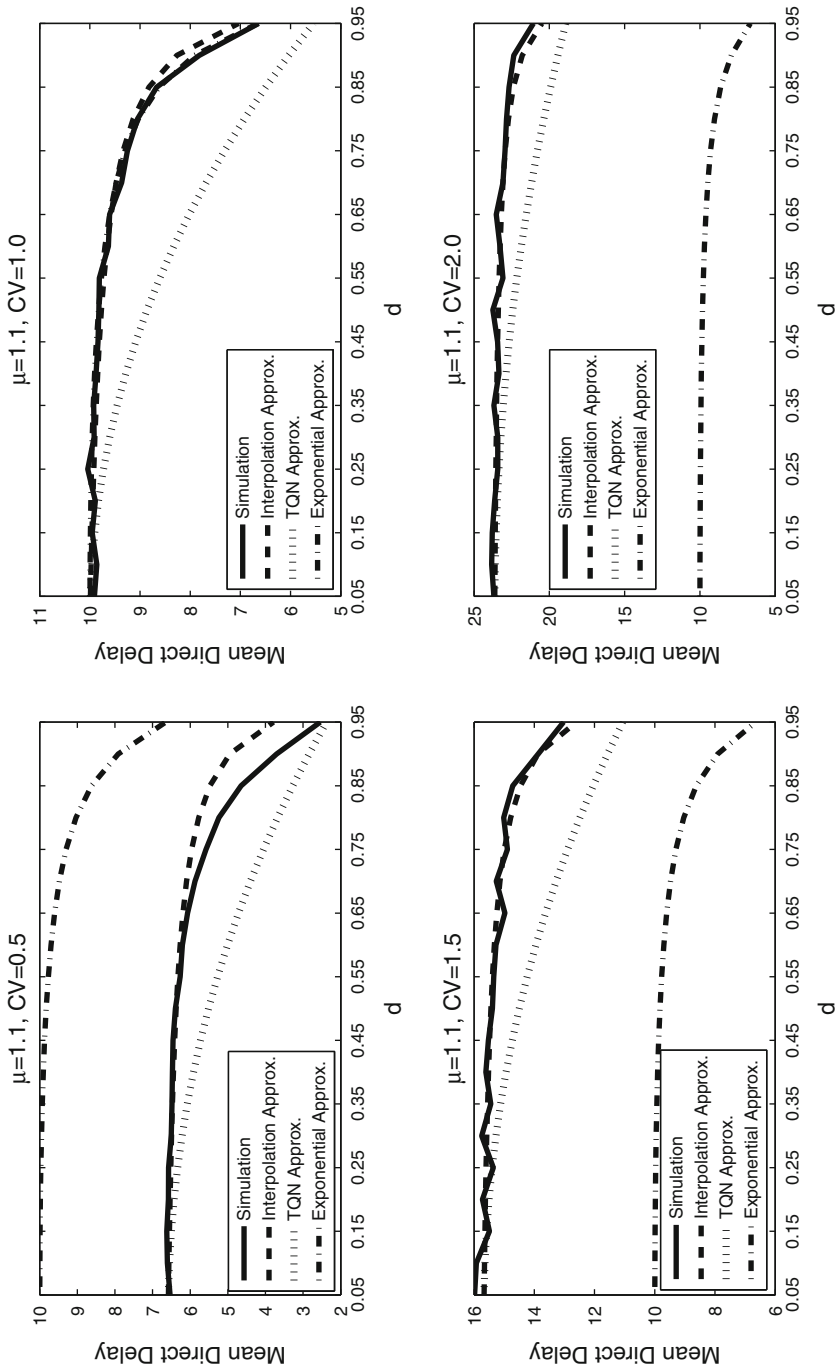 μ=1.1, CV=0.5
10
9
8
7
6
5
4
3
2
Mean Direct Delay
Simulation
Interpolation Approx.
TQN Approx.
Exponential Approx.
0.05 0.15 0.25 0.35 0.45 0.55 0.65 0.75 0.85 0.95
p
μ=1.1, CV=1.0
11
10
9
8
7
6
5
Mean Direct Delay
Simulation
Interpolation Approx.
TQN Approx.
Exponential Approx.
0.05 0.15 0.25 0.35 0.45 0.55 0.65 0.75 0.85 0.95
p
μ=1.1, CV=1.5
16
14
12
10
8
6
Mean Direct Delay
Simulation
Interpolation Approx.
TQN Approx.
Exponential Approx.
0.05 0.15 0.25 0.35 0.45 0.55 0.65 0.75 0.85 0.95
p
μ=1.1, CV=2.0
25
20
15
10
5
Mean Direct Delay
Simulation
Interpolation Approx.
TQN Approx.
Exponential Approx.
0.05 0.15 0.25 0.35 0.45 0.55 0.65 0.75 0.85 0.95
p